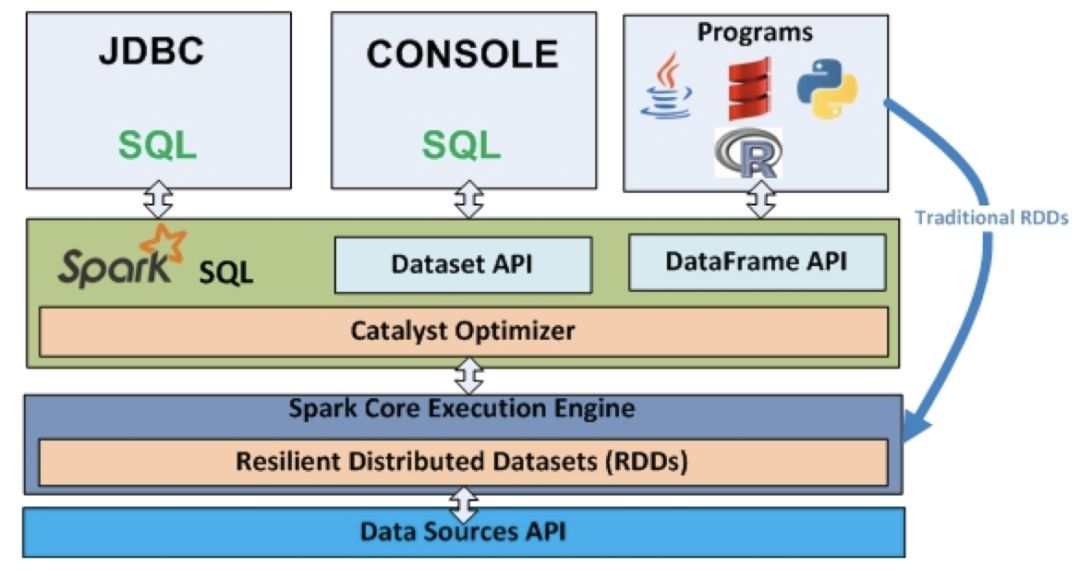 JDBC
SQL
CONSOLE
SQL
Programs
R
Traditional RDDs
Spark SQL
Dataset API
DataFrame API
Catalyst Optimizer
Spark Core Execution Engine
Resilient Distributed Datasets (RDDs)
Data Sources API